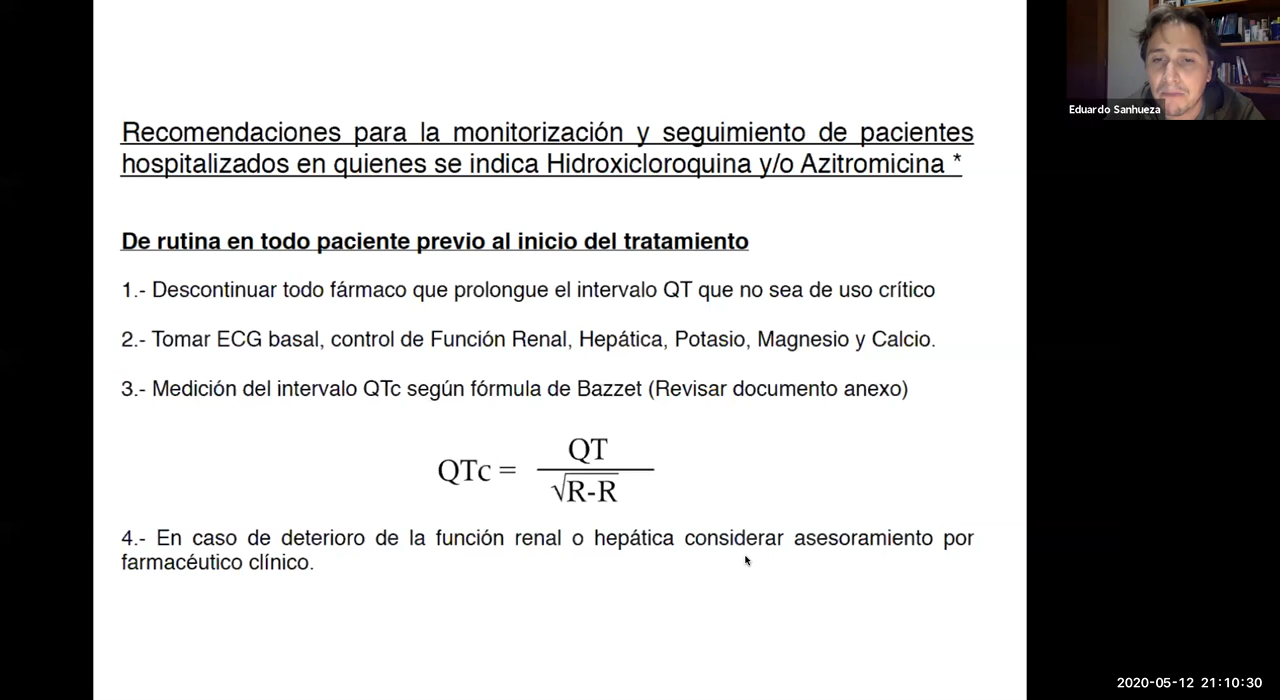 Recomendaciones para la monitorización y seguimiento de pacientes
hospitalizados en quienes se indica Hidroxicloroquina y/o Azitromicina *
De rutina en todo paciente previo al inicio del tratamiento
1.- Descontinuar todo fármaco que prolongue el intervalo QT que no sea de uso crítico
2.- Tomar ECG basal, control de Función Renal, Hepática, Potasio, Magnesio y Calcio.
3.- Medición del intervalo QTc según fórmula de Bazzet (Revisar documento anexo)
QTc = QT
√R-R
4.- En caso de deterioro de la función renal o hepática considerar asesoramiento por
farmacéutico clínico.
Eduardo Sanhueza
2020-05-12 21:10:30